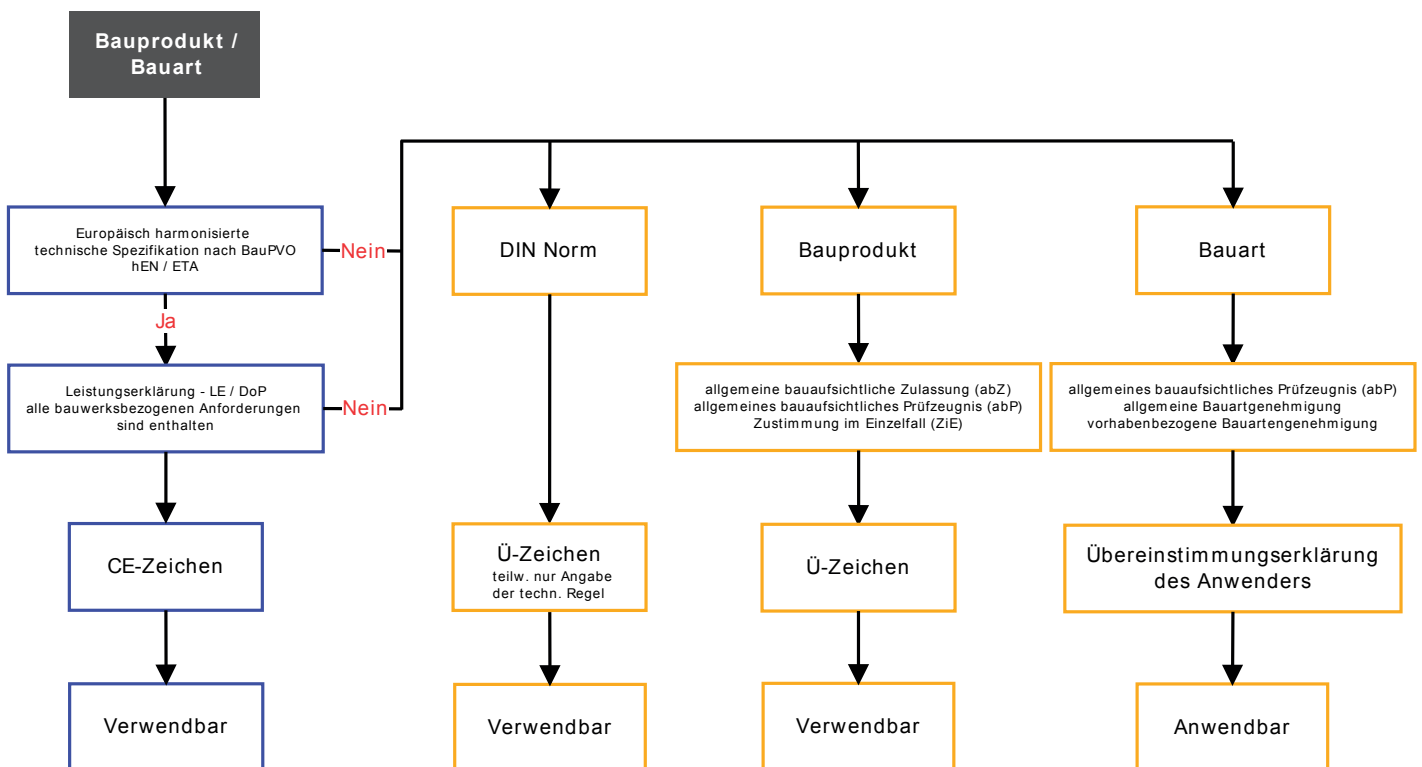 Bauprodukt /
Bauart
Europäisch harmonisierte
technische Spezifikation nach BauPVO
hEN / ETA
Nein
DIN Norm
Bauprodukt
Bauart
Ja
Leistungserklärung - LE / DoP
alle bauwerksbezogenen Anforderungen
sind enthalten
Nein
allgemeine bauaufsichtliche Zulassung (abZ)
allgemeines bauaufsichtliches Prüfzeugnis (abP)
Zustimmung im Einzelfall (ZiE)
allgemeines bauaufsichtliches Prüfzeugnis (abP)
allgemeine Bauartgenehmigung
vorhabenbezogene Bauartengenehmigung
CE-Zeichen
Ü-Zeichen
teilw. nur Angabe
der techn. Regel
Ü-Zeichen
Übereinstimmungserklärung
des Anwenders
Verwendbar
Verwendbar
Verwendbar
Anwendbar